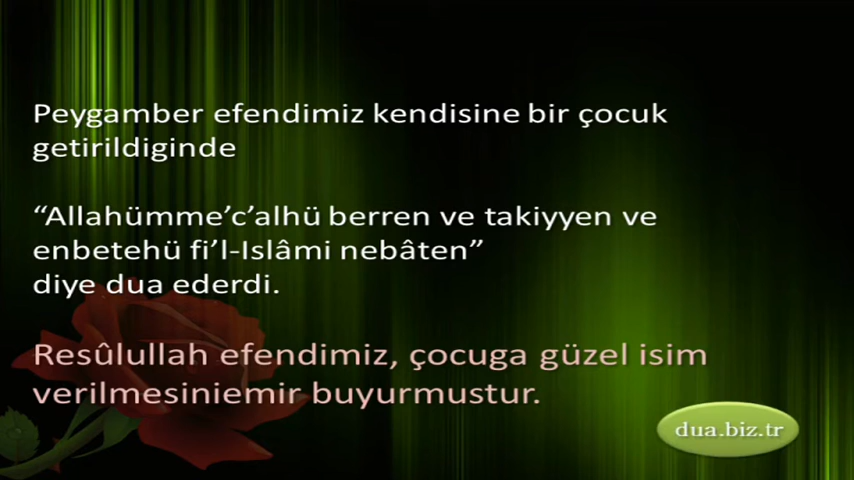 Peygamber efendimiz kendisine bir çocuk
getirildiginde
“Allahümme’c’alhü berren ve takiyyen ve
enbetehü fi’l-Islâmi nebâten”
diye dua ederdi.
Resûlullah efendimiz, çocuga güzel isim
verilmesiniemir buyurmustur.
dua.biz.tr